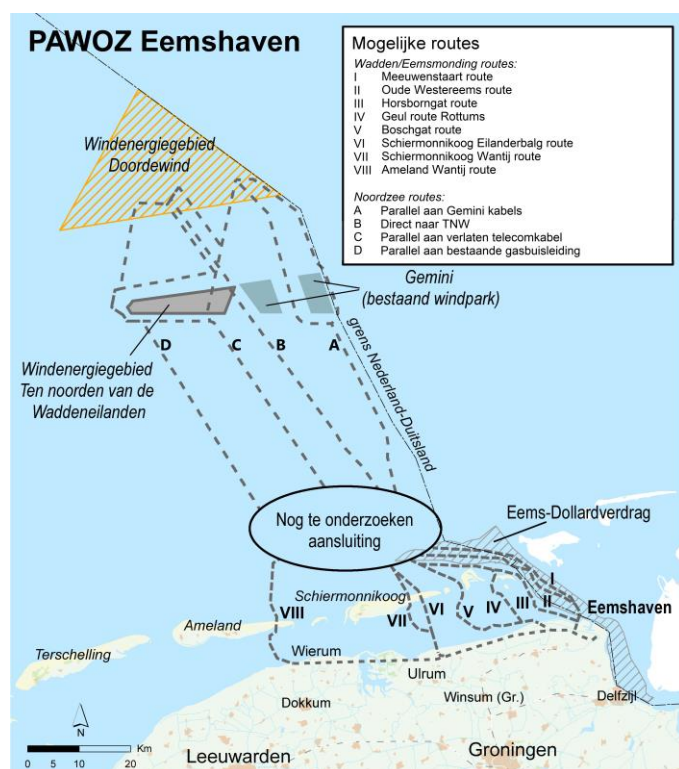 PAWOZ Eemshaven
Mogelijke routes
Wadden/Eemsmonding routes:
I Meeuwenstaart route
II Oude Westereems route
III Horsborngat route
IV Geul route Rottums
V Boschgat route
VI Schiermonnikoog Eilanderbalg route
VII Schiermonnikoog Wantij route
VIII Ameland Wantij route
Noordzee routes:
A Parallel aan Gemini kabels
B Direct naar TNW
C Parallel aan verlaten telecomkabel
D Parallel aan bestaande gasbuisleiding
Windenergiegebied
Doordewind
Gemini
(bestaand windpark)
grens Nederland-Duitsland
D
C
B
A
Windenergiegebied
Ten noorden van de
Waddeneilanden
Nog te onderzoeken
aansluiting
Eems-Dollardverdrag
I
II
III
IV
V
VI
VII
VIII
Eemshaven
Schiermonnikoog
Ameland
Terschelling
Wierum
Ulrum
Dokkum
Winsum (Gr.)
Delfzijl
Leeuwarden
Groningen
N
0 5 10 20 Km